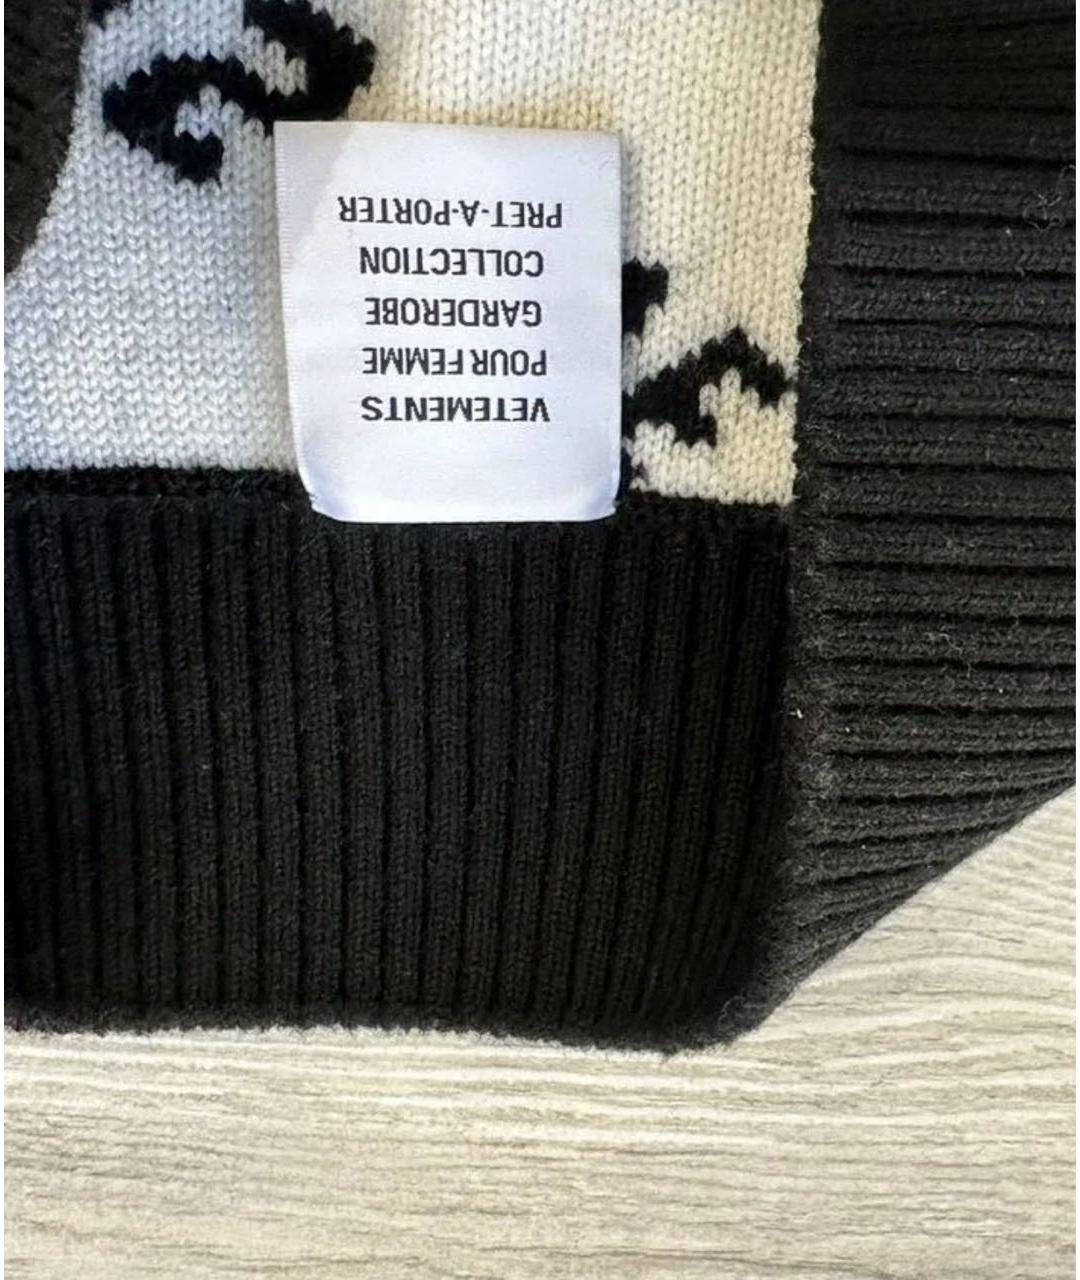 VETEMENTS
POUR FEMME
GARDEROBE
COLLECTION
PRET-A-PORTER